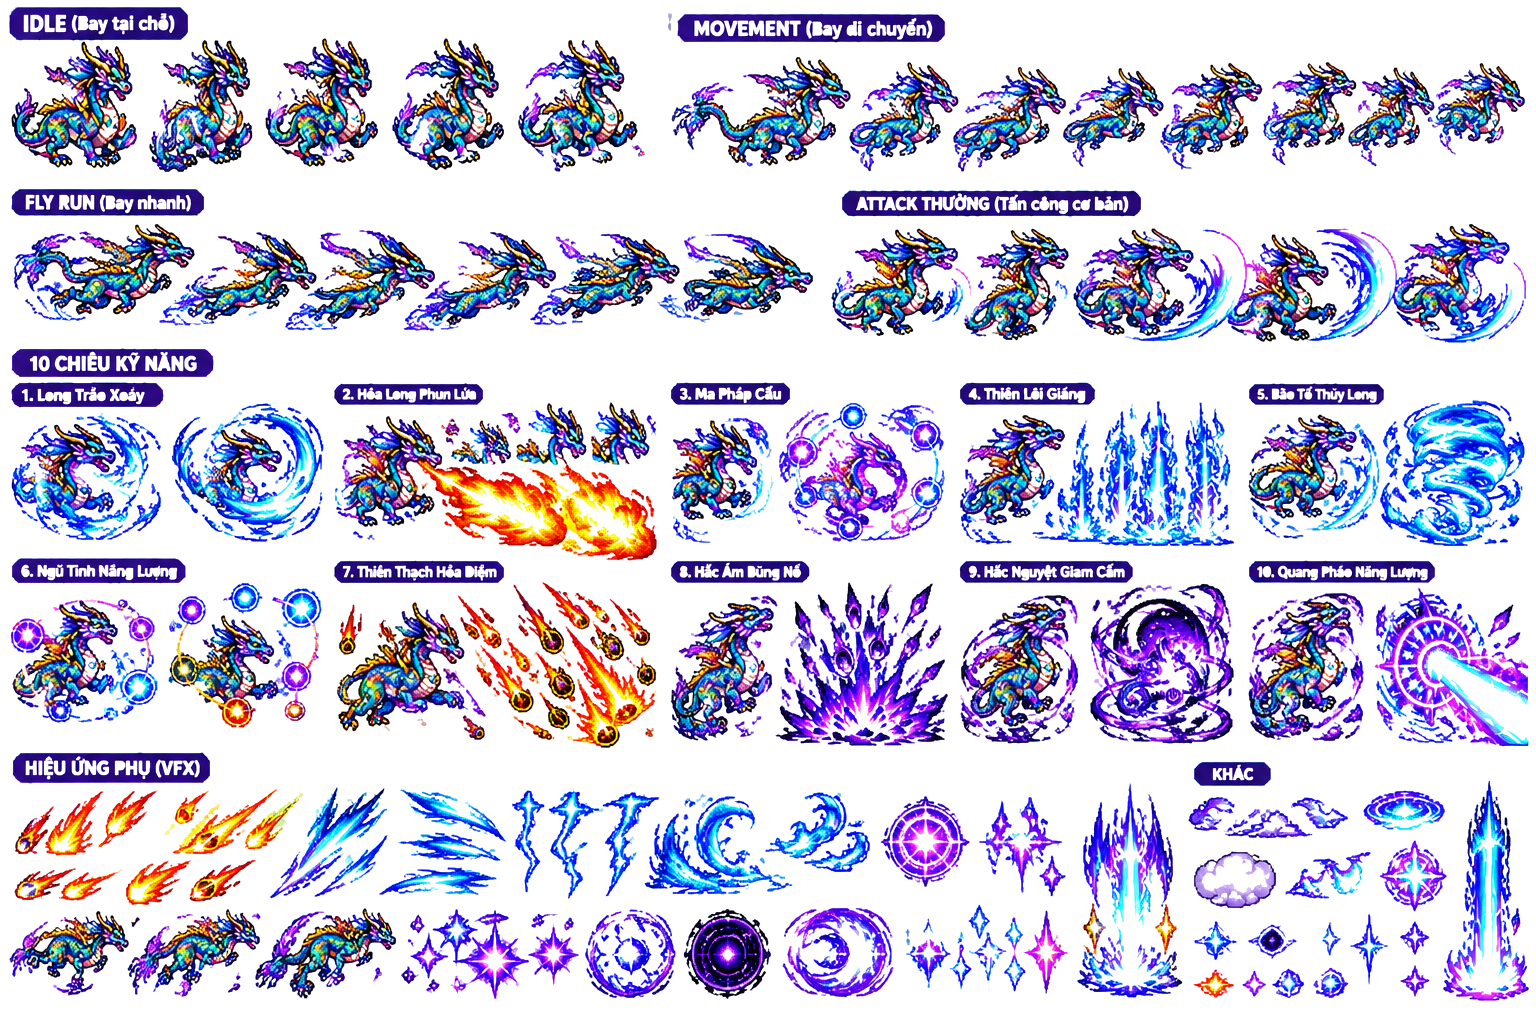 IDLE (Bay tại chỗ)
MOVEMENT (Bay di chuyển)
FLY RUN (Bay nhanh)
ATTACK THƯỜNG (Tấn công cơ bản)
10 CHIÊU KỸ NĂNG
1. Long Trảo Xoáy
2. Hỏa Long Phun Lửa
3. Ma Pháp Cầu
4. Thiên Lôi Giáng
5. Bão Tố Thủy Long
6. Ngũ Tinh Năng Lượng
7. Thiên Thạch Hỏa Diệm
8. Hắc Ám Bùng Nổ
9. Hắc Nguyệt Giam Cầm
10. Quang Pháo Năng Lượng
HIỆU ỨNG PHỤ (VFX)
KHÁC